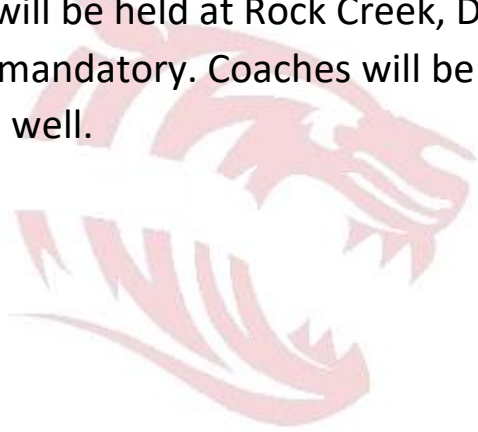 will be held at Rock Creek, D
mandatory. Coaches will be
well.